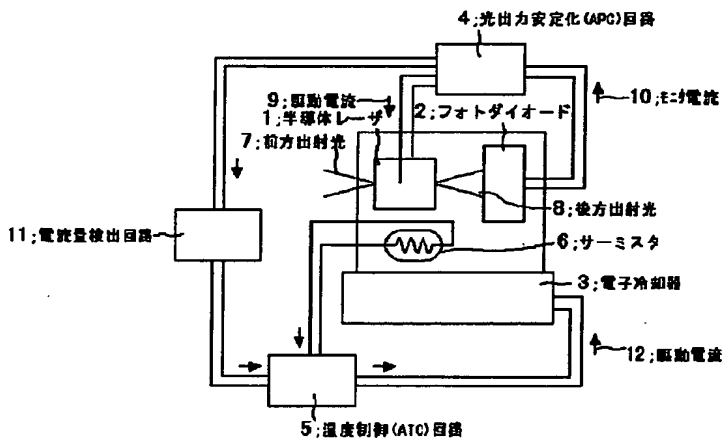 4;光出力安定化(APC)回路
9;駆動電流
10;モニタ電流
1;半導体レーザ
2;フォトダイオード
7;前方出射光
8;後方出射光
11;電流量検出回路
6;サーミスタ
3;電子冷却器
12;駆動電流
5;温度制御(ATC)回路